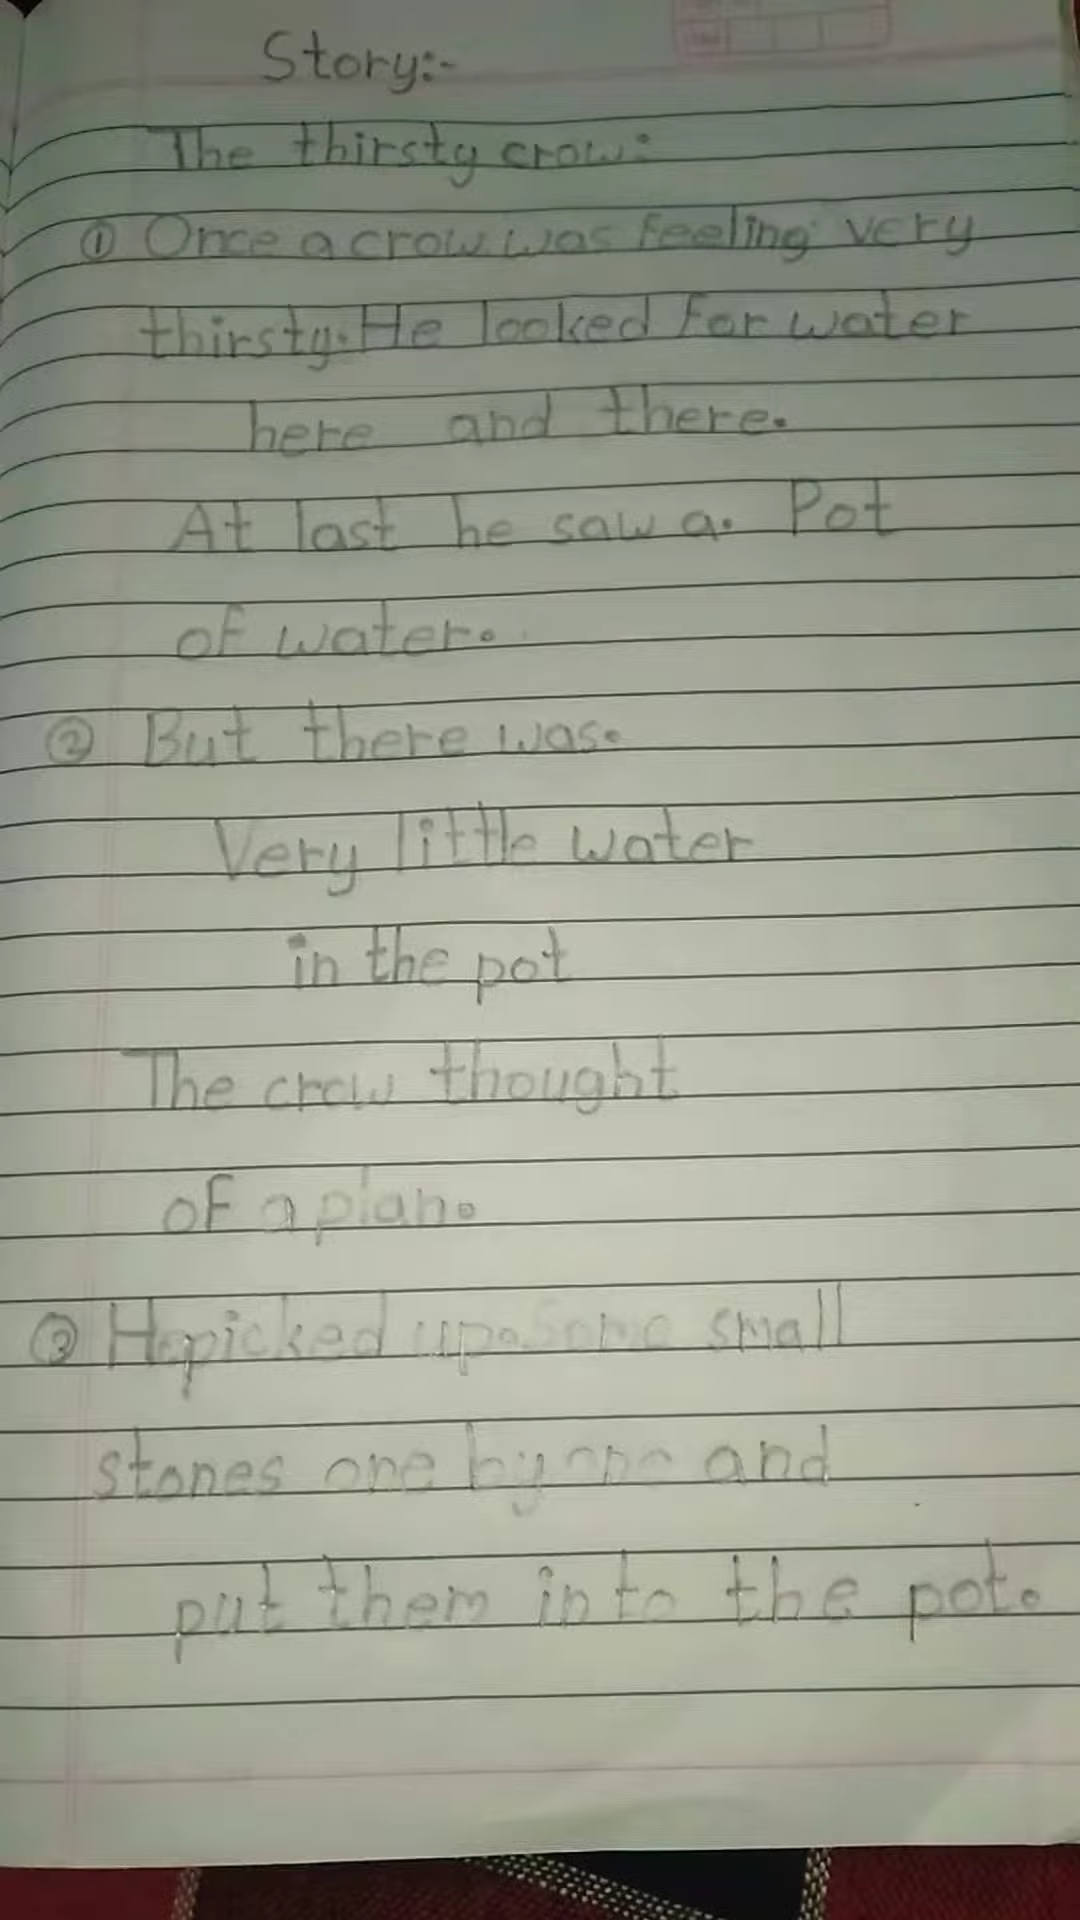 Story:-
The thirsty crow:
① Once a crow was feeling very
thirsty. He looked for water
here and there.
At last he saw a. Pot
of water.
② But there was.
Very little water
in the pot
The crow thought
of a plan.
③ He picked up. Some small
stones one by one and
put them into the pot.